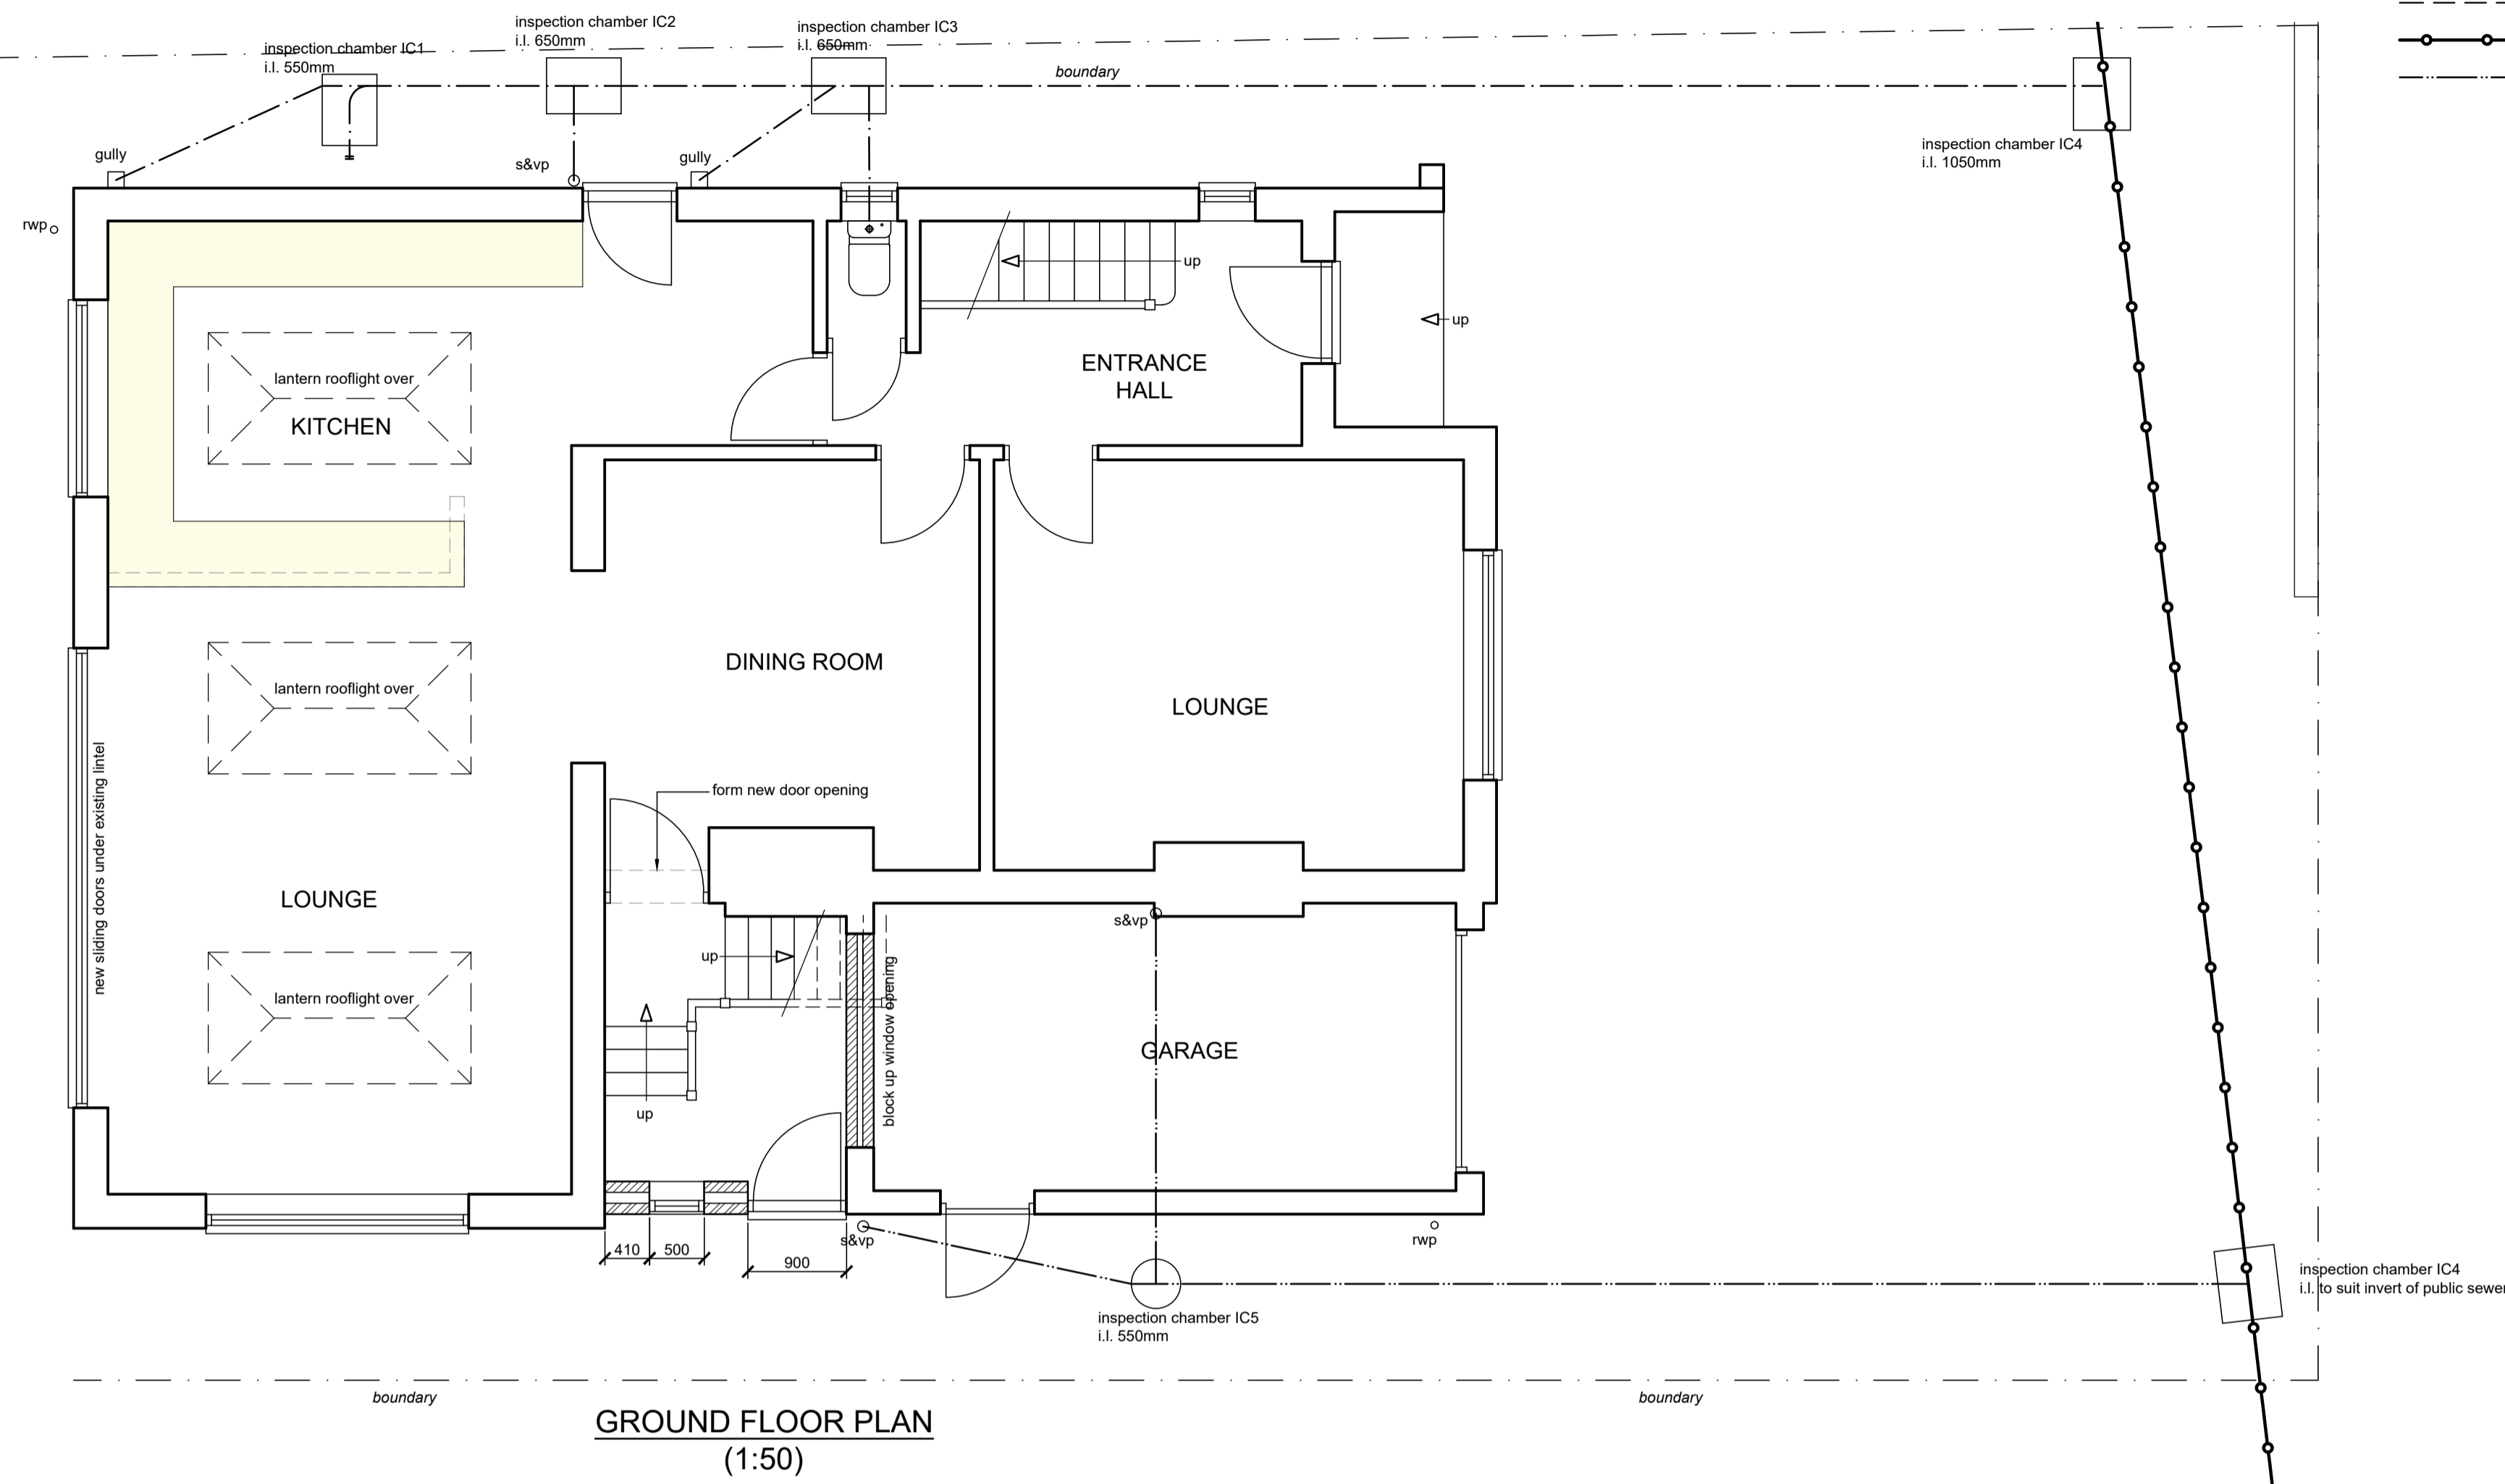 inspection chamber IC1
i.l. 550mm
inspection chamber IC2
i.l. 650mm
inspection chamber IC3
i.l. 650mm
boundary
inspection chamber IC4
i.l. 1050mm
gully
s&vp
gully
rwp
up
up
lantern rooflight over
KITCHEN
ENTRANCE
HALL
lantern rooflight over
DINING ROOM
LOUNGE
new sliding doors under existing lintel
form new door opening
LOUNGE
s&vp
up
block up window opening
lantern rooflight over
GARAGE
up
s&vp
rwp
410
500
900
inspection chamber IC4
i.l. to suit invert of public sewer
inspection chamber IC5
i.l. 550mm
boundary
boundary
GROUND FLOOR PLAN
(1:50)